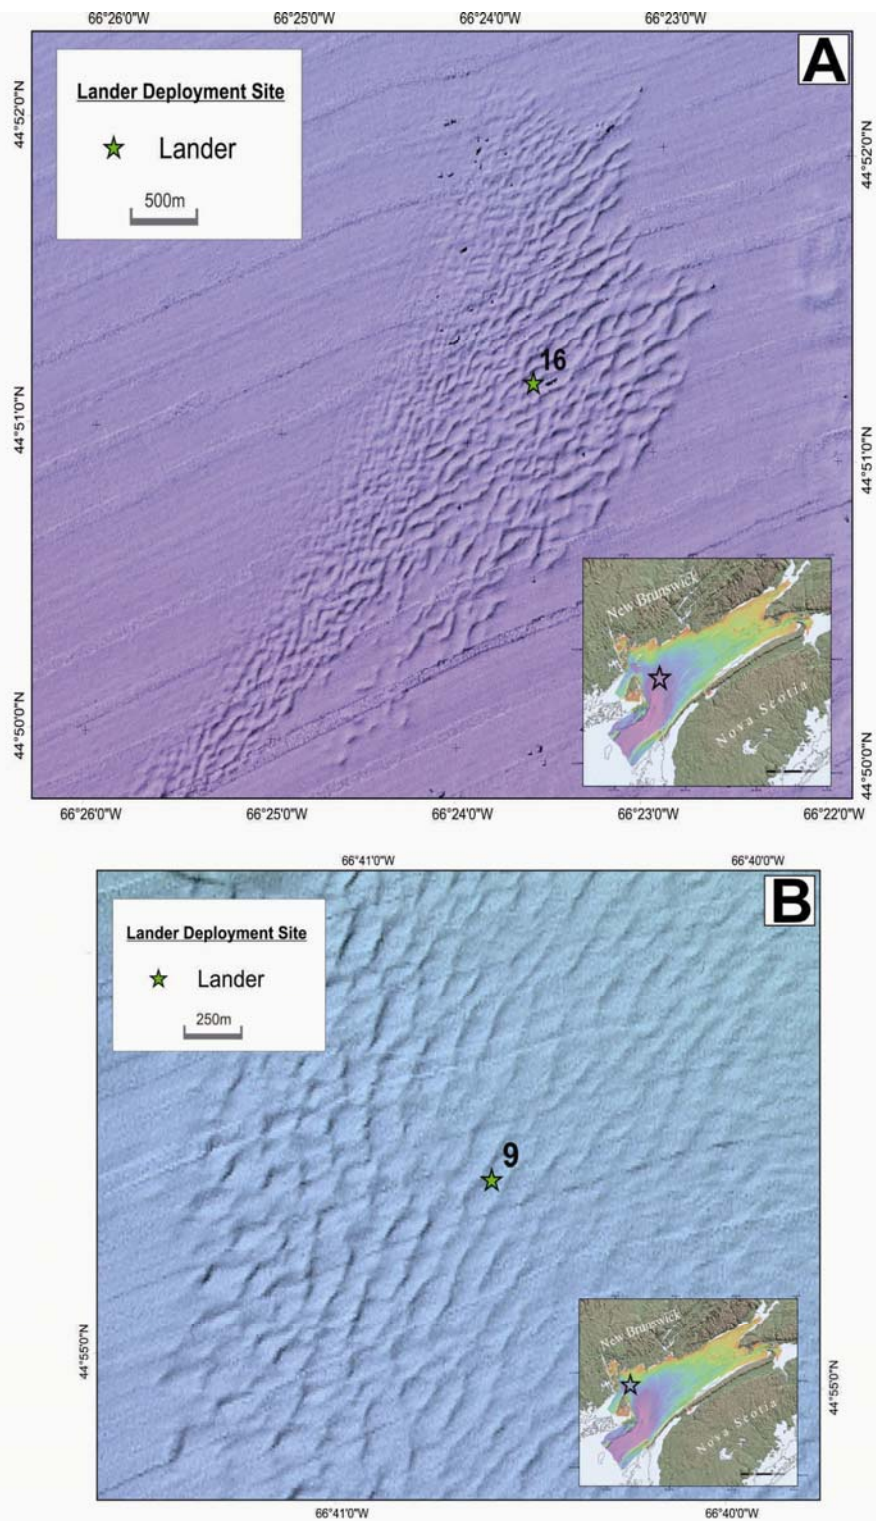 66°26'0"W 66°25'0"W 66°24'0"W 66°23'0"W
A
Lander Deployment Site
Lander
500m
44°52'0"N
44°52'0"N
16
44°51'0"N
44°51'0"N
New Brunswick
Nova Scotia
44°50'0"N
44°50'0"N
66°26'0"W 66°25'0"W 66°24'0"W 66°23'0"W 66°22'0"W
66°41'0"W 66°40'0"W
B
Lander Deployment Site
Lander
250m
9
New Brunswick
Nova Scotia
44°55'0"N
44°55'0"N
66°41'0"W 66°40'0"W